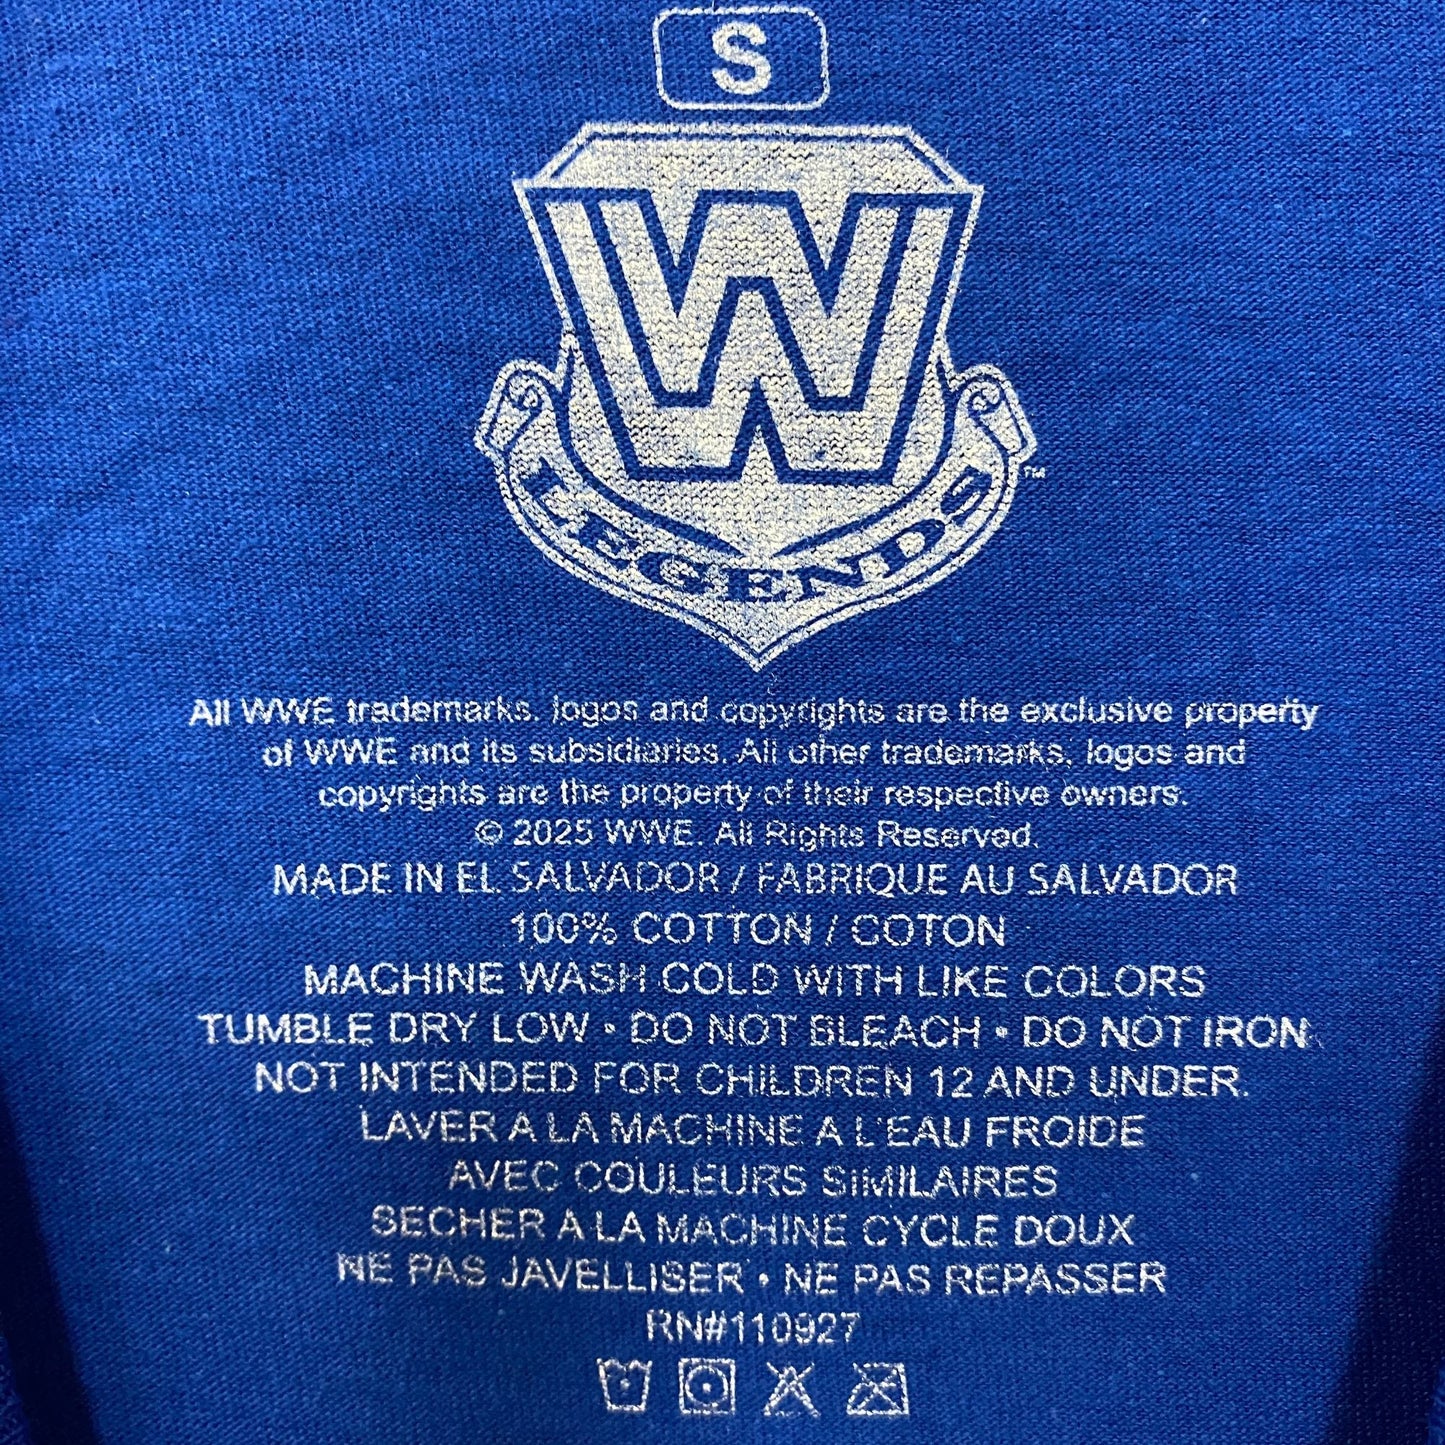 S
W
LEGENDS
™
All WWE trademarks, logos and copyrights are the exclusive property
of WWE and its subsidiaries. All other trademarks, logos and
copyrights are the property of their respective owners.
© 2025 WWE. All Rights Reserved.
MADE IN EL SALVADOR / FABRIQUE AU SALVADOR
100% COTTON / COTON
MACHINE WASH COLD WITH LIKE COLORS
TUMBLE DRY LOW • DO NOT BLEACH • DO NOT IRON
NOT INTENDED FOR CHILDREN 12 AND UNDER.
LAVER A LA MACHINE A L'EAU FROIDE
AVEC COULEURS SIMILAIRES
SECHER A LA MACHINE CYCLE DOUX
NE PAS JAVELLISER • NE PAS REPASSER
RN#110927